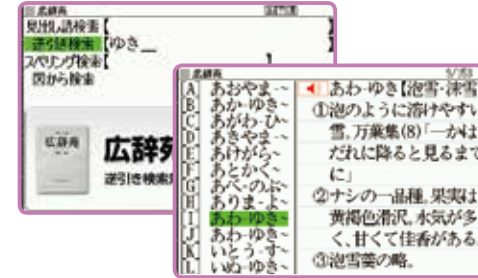 広辞苑
見出し語検索【
逆引き検索【ゆき__
スペリング検索【
図から検索
広辞苑
逆引き検索
広辞苑
[A] あおやま-~
[B] あか-ゆき~
[C] あがわ-ひ~
[D] あきやま-~
[E] あけがら~
[F] あとかく~
[G] あべ-のぶ~
[H] ありま-よ~
[I] あわ-ゆき~
[J] あわ-ゆき~
[K] いとう-す~
[L] いぬ-ゆき~
あわ-ゆき【泡雪・沫雪
①泡のように溶けやすい
雪。万葉集(8)「―かは
だれに降ると見るまで
に」
②ナシの一品種。果実は
黄褐色滑沢。水気が多
く、甘くて佳香がある。
③泡雪羹の略。